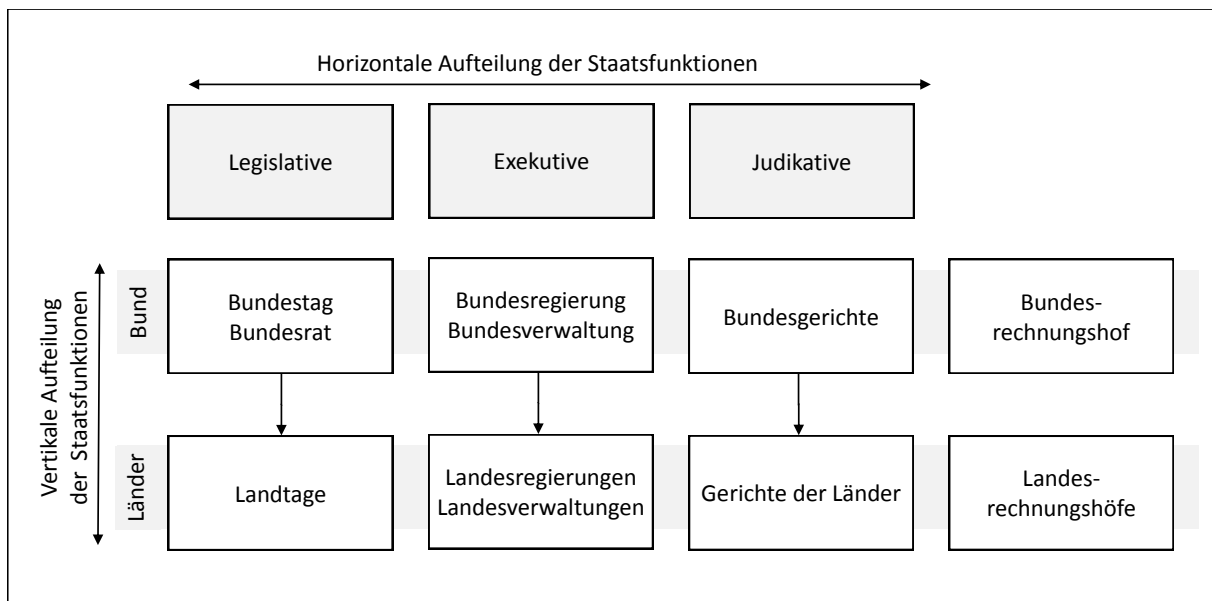 Horizontale Aufteilung der Staatsfunktionen
Legislative
Exekutive
Judikative
Vertikale Aufteilung
der Staatsfunktionen
Bund
Bundestag
Bundesrat
Bundesregierung
Bundesverwaltung
Bundesgerichte
Bundes-
rechnungshof
Länder
Landtage
Landesregierungen
Landesverwaltungen
Gerichte der Länder
Landes-
rechnungshöfe